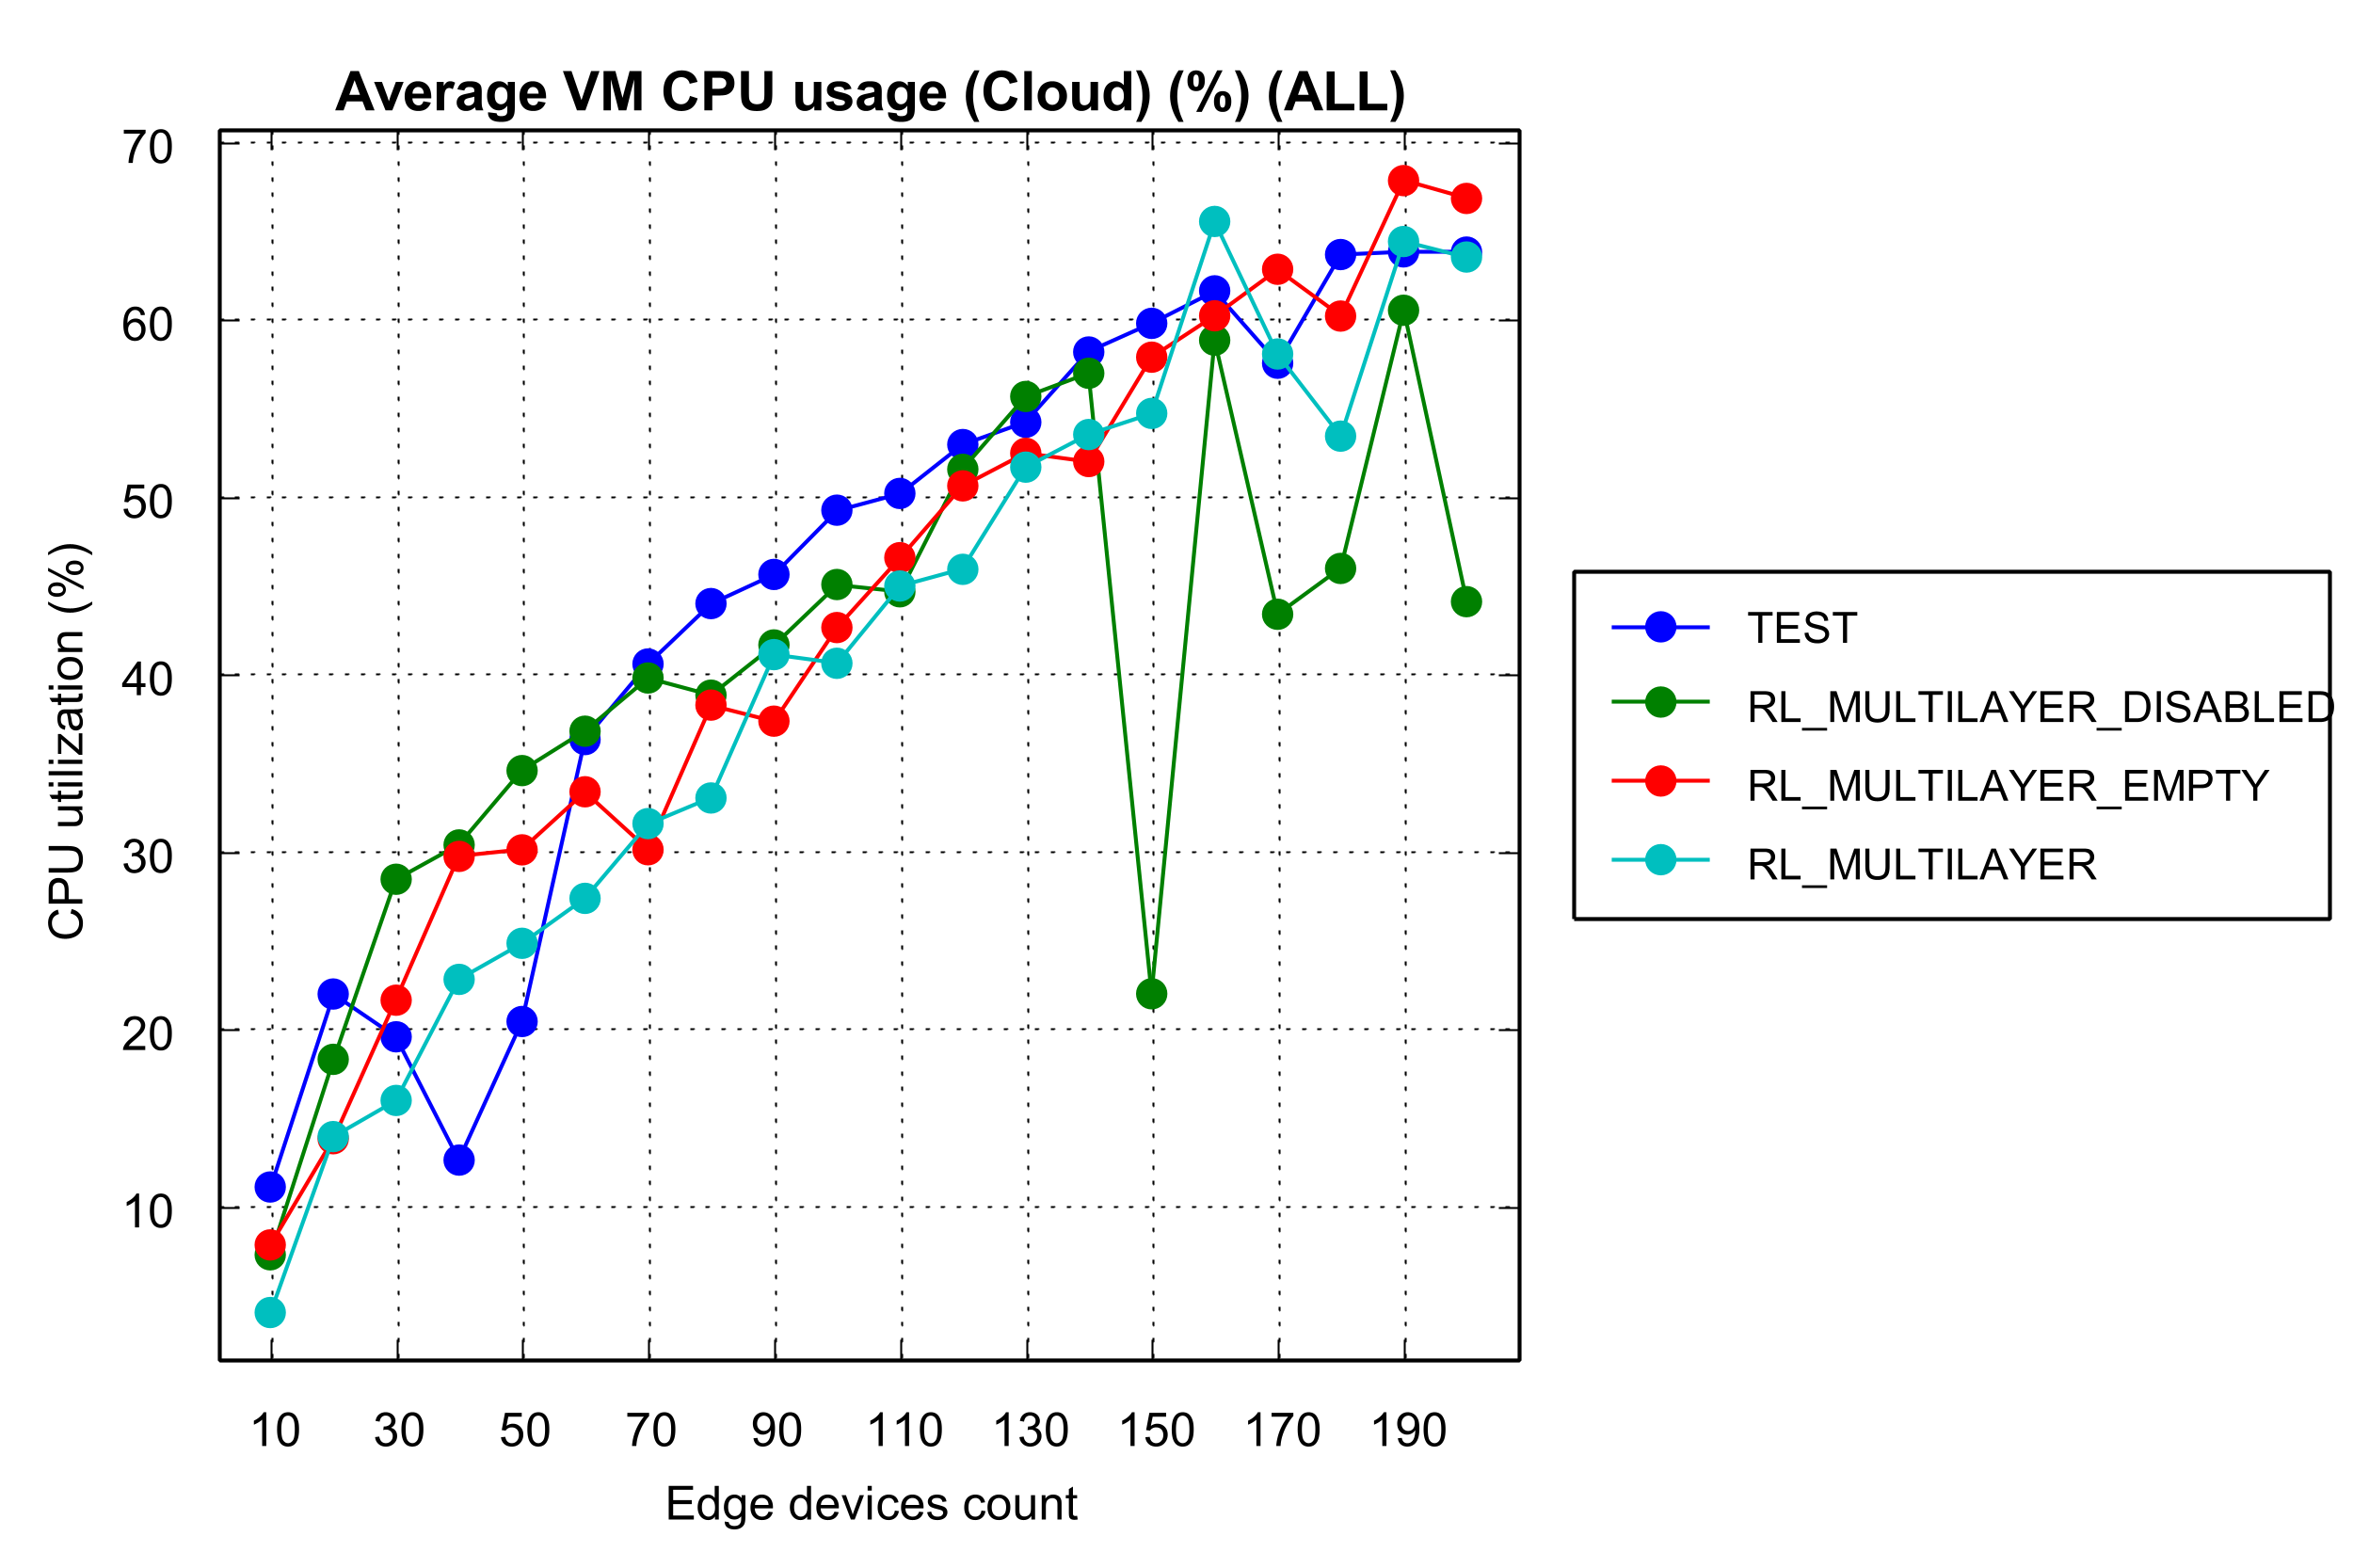 Average VM CPU usage (Cloud) (%) (ALL)
70
60
50
40
30
20
10
CPU utilization (%)
10 30 50 70 90 110 130 150 170 190
Edge devices count
TEST
RL_MULTILAYER_DISABLED
RL_MULTILAYER_EMPTY
RL_MULTILAYER